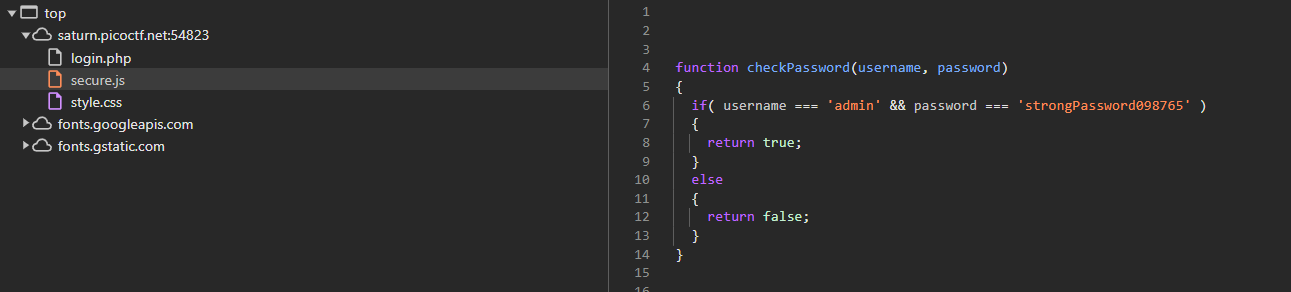 top
saturn.picoctf.net:54823
login.php
secure.js
style.css
fonts.googleapis.com
fonts.gstatic.com
1
2
3
4 function checkPassword(username, password)
5 {
6 if( username === 'admin' && password === 'strongPassword098765' )
7 {
8 return true;
9 }
10 else
11 {
12 return false;
13 }
14 }
15
16